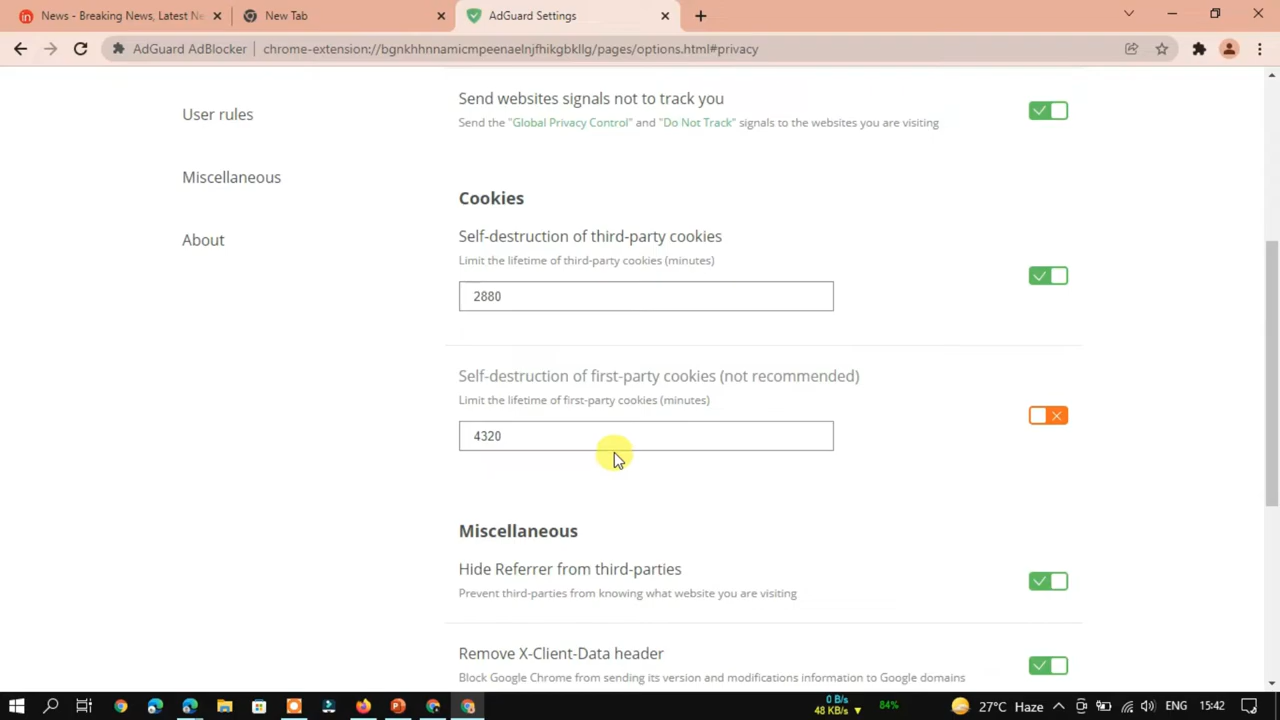 News - Breaking News, Latest Ne
New Tab
AdGuard Settings
AdGuard AdBlocker
chrome-extension://bgnkhhnnamicmpeenaelnjfhikgbkllg/pages/options.html#privacy
User rules
Miscellaneous
About
Send websites signals not to track you
Send the "Global Privacy Control" and "Do Not Track" signals to the websites you are visiting
Cookies
Self-destruction of third-party cookies
Limit the lifetime of third-party cookies (minutes)
2880
Self-destruction of first-party cookies (not recommended)
Limit the lifetime of first-party cookies (minutes)
4320
Miscellaneous
Hide Referrer from third-parties
Prevent third-parties from knowing what website you are visiting
Remove X-Client-Data header
Block Google Chrome from sending its version and modifications information to Google domains
0 B/s
48 KB/s
84%
27°C Haze
ENG
15:42